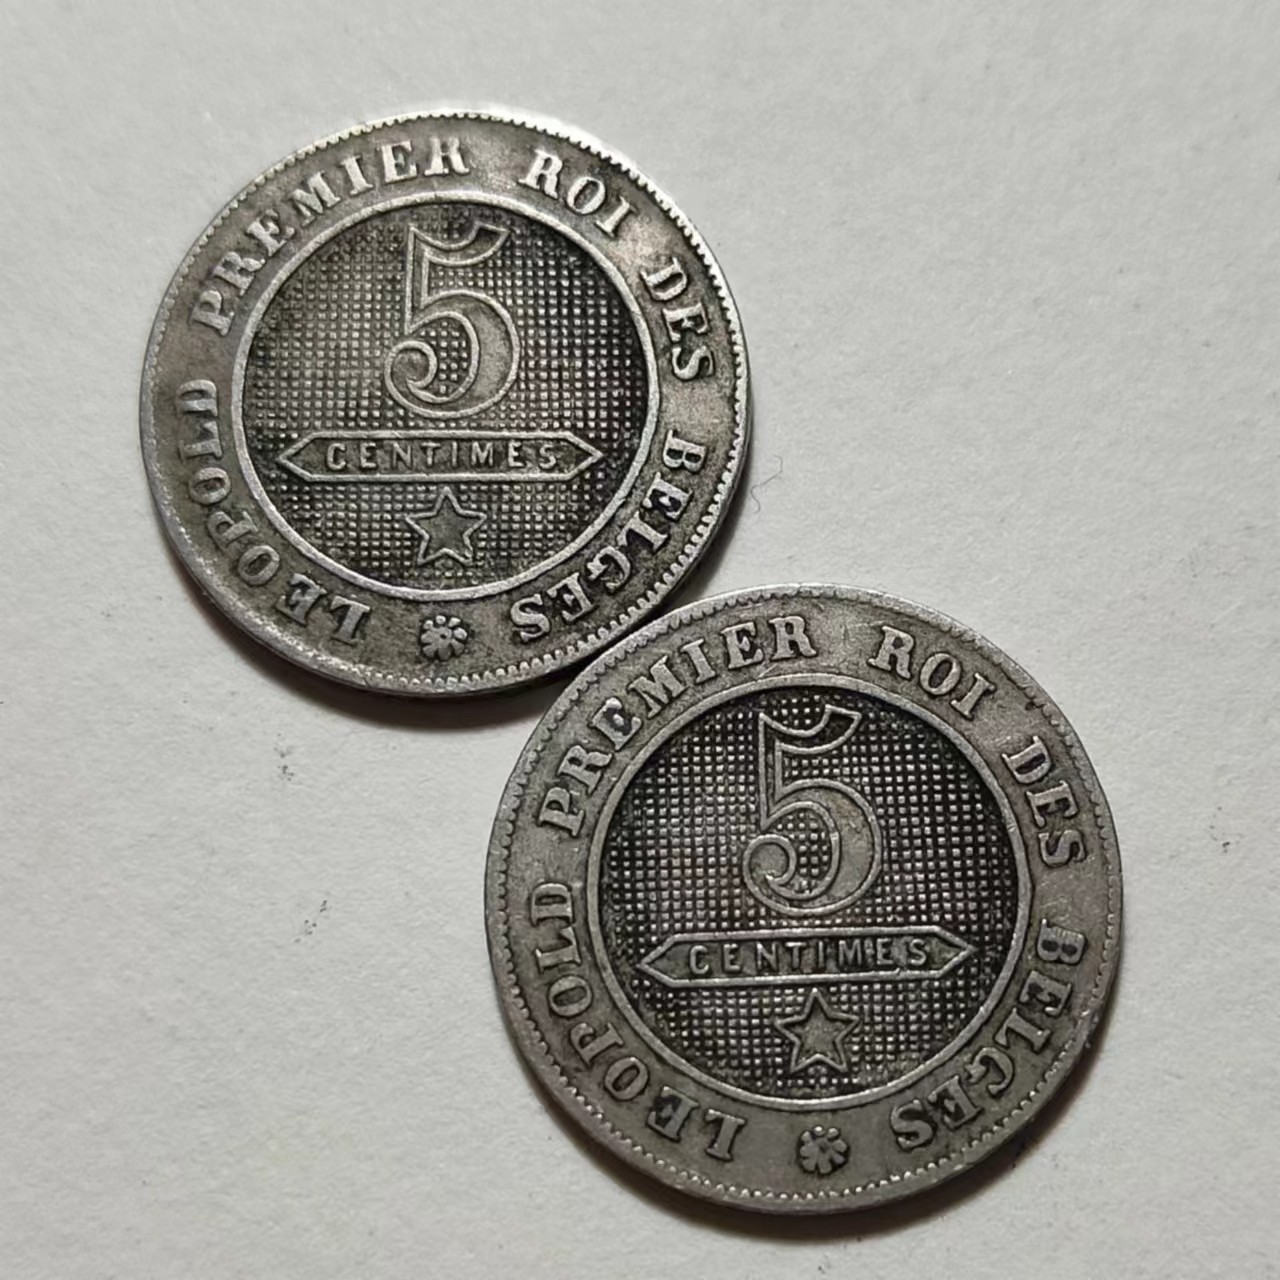 LEOPOLD PREMIER ROI DES BELGES
5
CENTIMES
LEOPOLD PREMIER ROI DES BELGES
5
CENTIMES